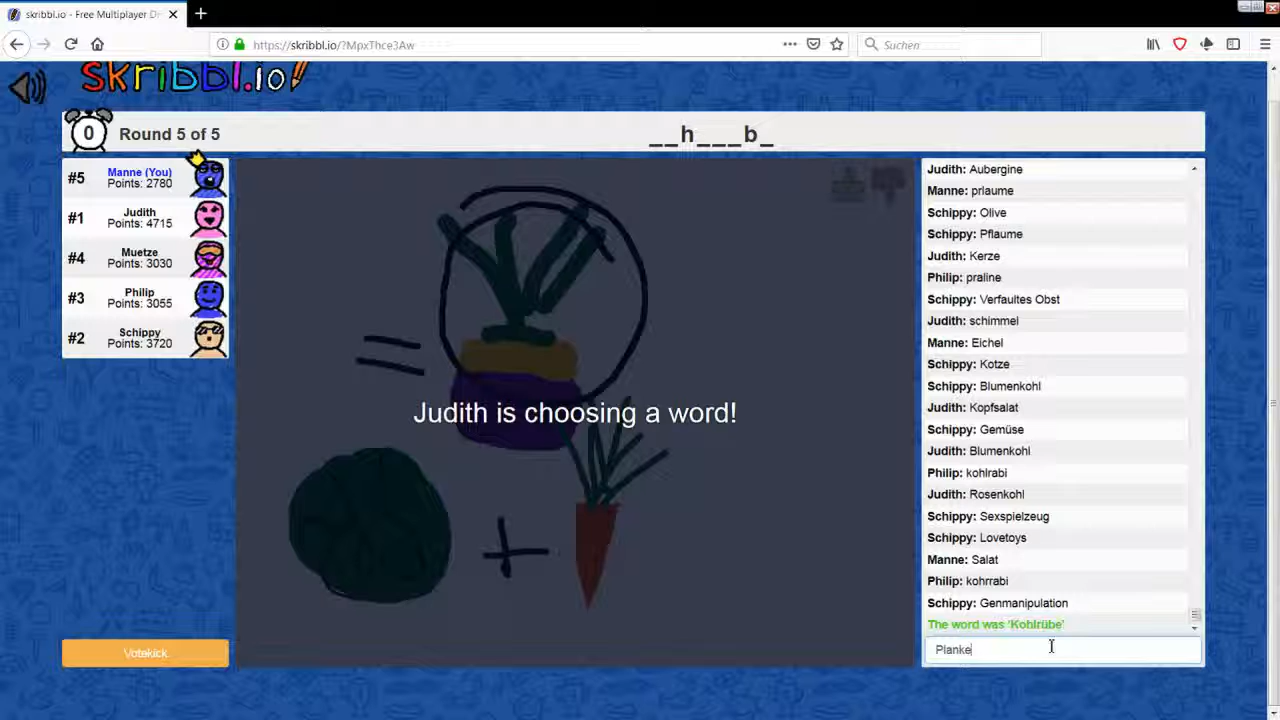 skribbl.io - Free Multiplayer Dr
https://skribbl.io/?MpxThce3Aw
Suchen
skribbl.io!
0
Round 5 of 5
__h___b_
#5
Manne (You)
Points: 2780
#1
Judith
Points: 4715
#4
Muetze
Points: 3030
#3
Philip
Points: 3055
#2
Schippy
Points: 3720
Votekick
Judith is choosing a word!
Judith: Aubergine
Manne: prlaume
Schippy: Olive
Schippy: Pflaume
Judith: Kerze
Philip: praline
Schippy: Verfaultes Obst
Judith: schimmel
Manne: Eichel
Schippy: Kotze
Schippy: Blumenkohl
Judith: Kopfsalat
Schippy: Gemüse
Judith: Blumenkohl
Philip: kohlrabi
Judith: Rosenkohl
Schippy: Sexspielzeug
Schippy: Lovetoys
Manne: Salat
Philip: kohrrabi
Schippy: Genmanipulation
The word was 'Kohlrübe'
Planke